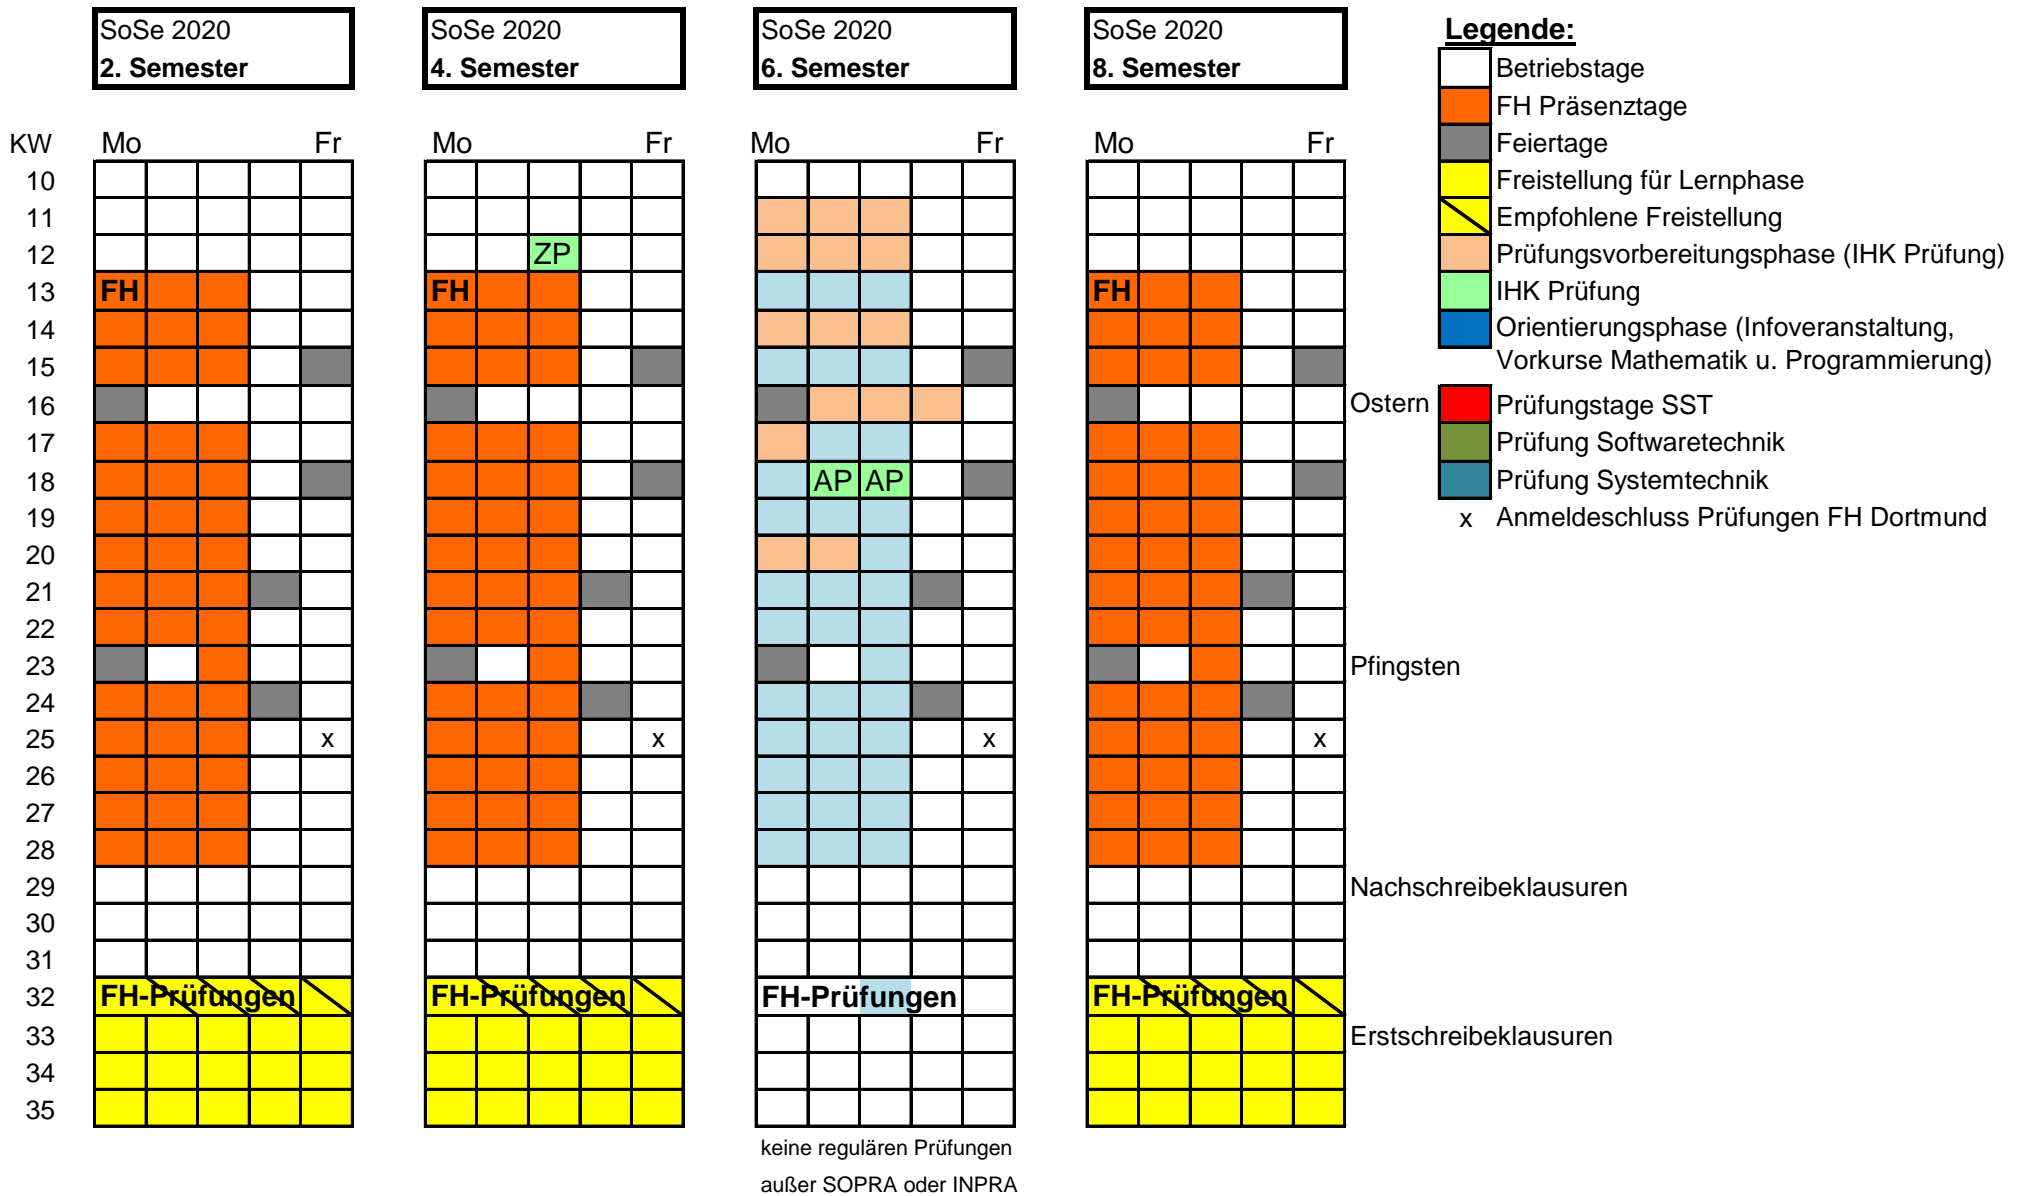 SoSe 2020
2. Semester
SoSe 2020
4. Semester
SoSe 2020
6. Semester
SoSe 2020
8. Semester
Legende:
Betriebstage
FH Präsenztage
Feiertage
Freistellung für Lernphase
Empfohlene Freistellung
Prüfungsvorbereitungsphase (IHK Prüfung)
IHK Prüfung
Orientierungsphase (Infoveranstaltung,
Vorkurse Mathematik u. Programmierung)
Prüfungstage SST
Prüfung Softwaretechnik
Prüfung Systemtechnik
x Anmeldeschluss Prüfungen FH Dortmund
KW Mo Fr Mo Fr Mo Fr Mo Fr
10
11
12 ZP
13 FH FH FH
14
15
16 Ostern
17
18 AP AP
19
20
21
22
23 Pfingsten
24
25 x x x x
26
27
28
29 Nachschreibeklausuren
30
31
32 FH-Prüfungen FH-Prüfungen FH-Prüfungen FH-Prüfungen
33 Erstschreibeklausuren
34
35
keine regulären Prüfungen
außer SOPRA oder INPRA